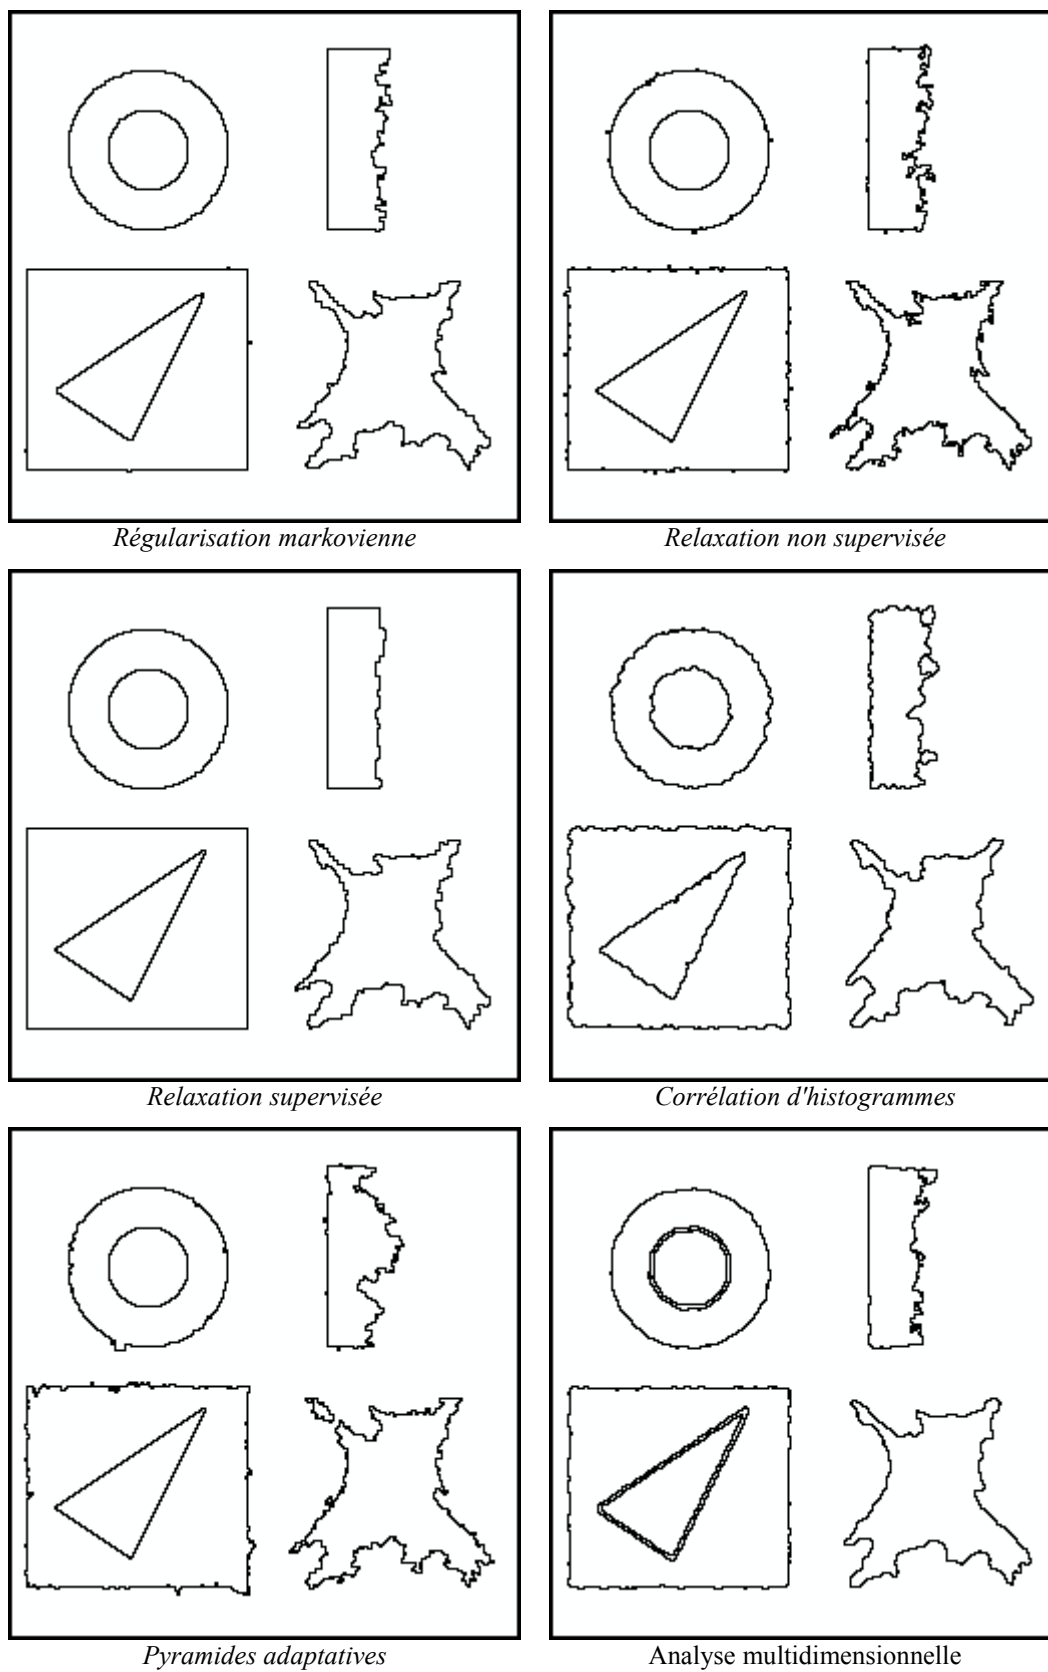 Régularisation markovienne
Relaxation non supervisée
Relaxation supervisée
Corrélation d'histogrammes
Pyramides adaptatives
Analyse multidimensionnelle